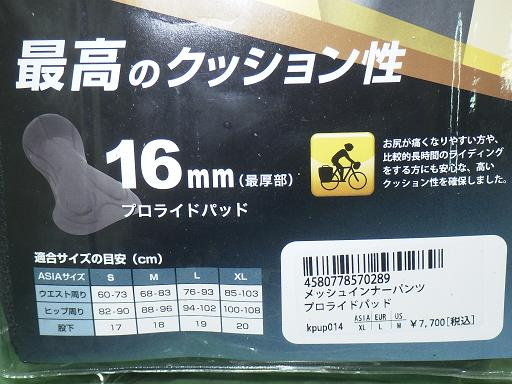 最高のクッション性
16mm(最厚部)
プロライドパッド
お尻が痛くなりやすい方や、
比較的長時間のライディング
をする方にも安心な、高い
クッション性を確保しました。
適合サイズの目安(cm)
ASIAサイズ S M L XL
ウエスト周り 60-73 68-83 76-93 85-103
ヒップ周り 82-90 88-96 94-102 100-108
股下 17 18 19 20
4580778570289
メッシュインナーパンツ
プロライドパッド
ASIA EUR US
kpup014 XL L M ¥7,700[税込]